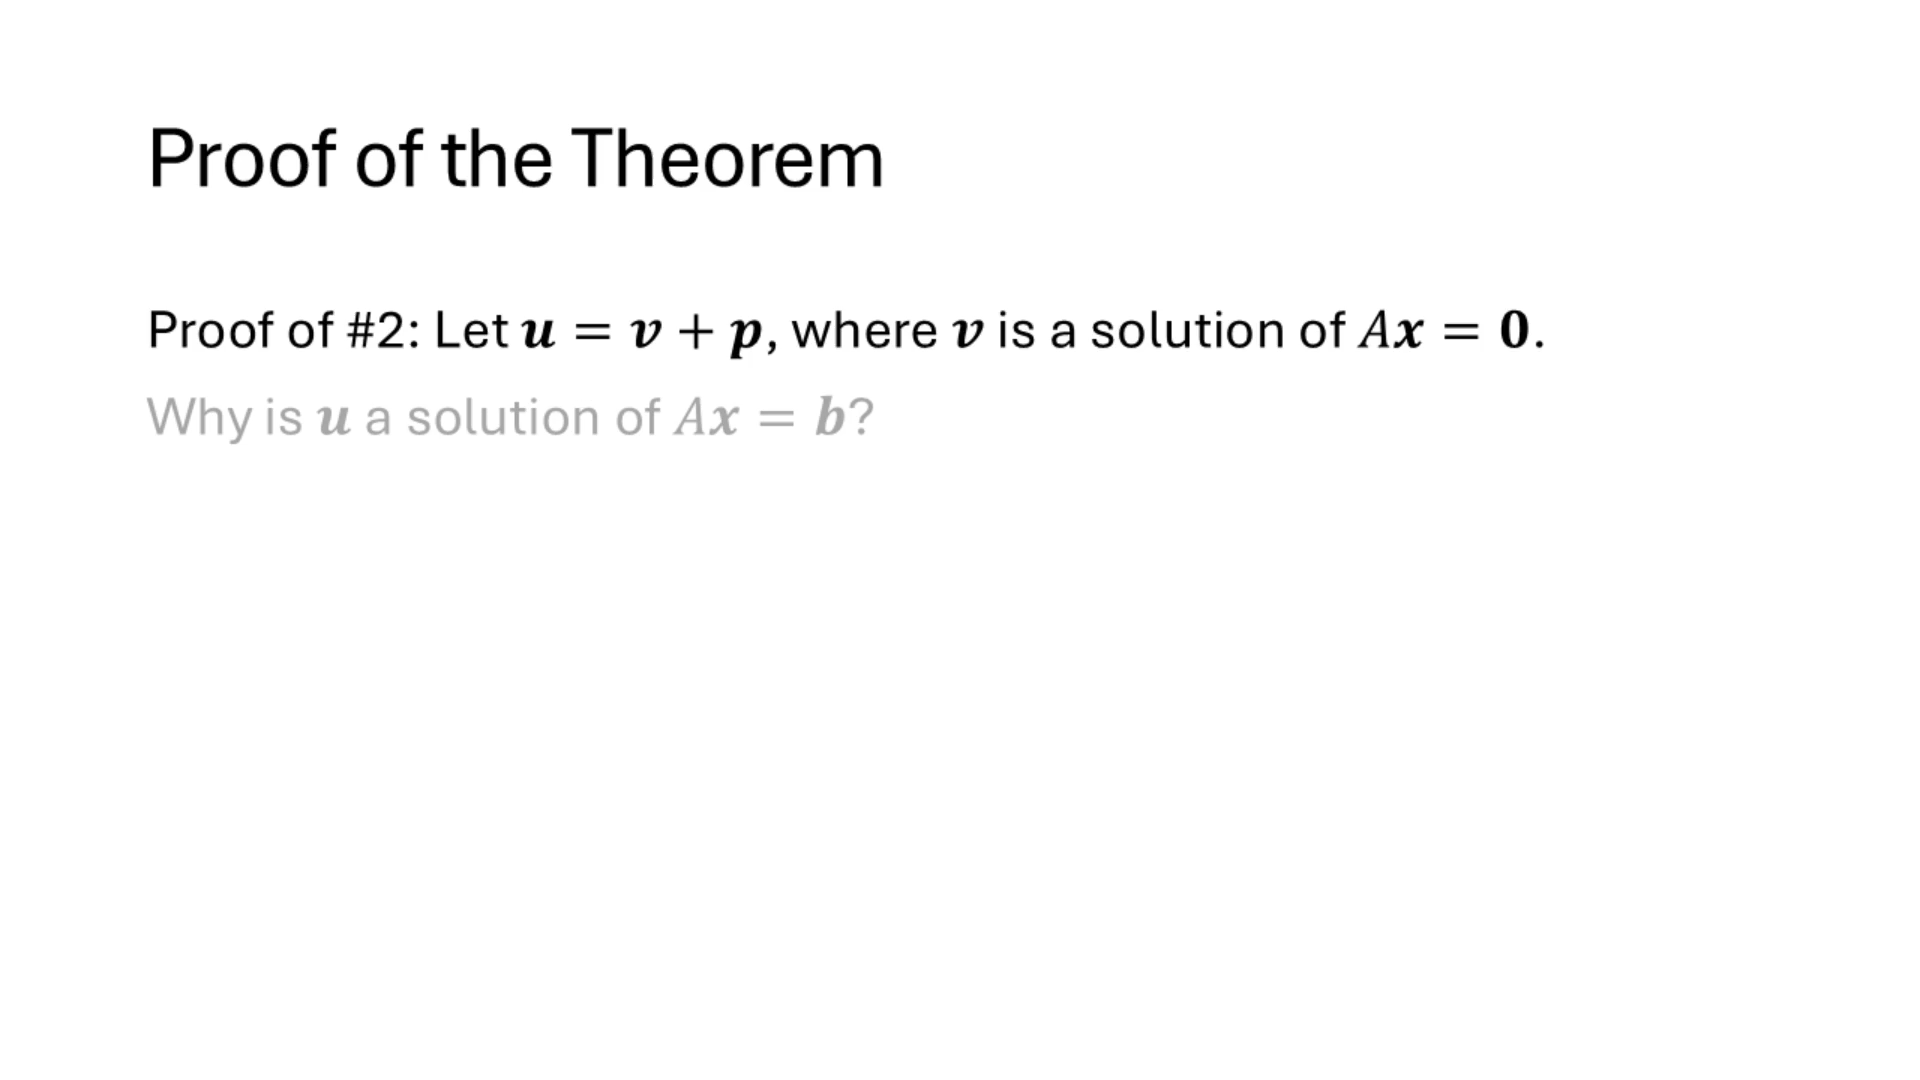 Proof of the Theorem
Proof of #2: Let 𝒖 = 𝒗 + 𝒑, where 𝒗 is a solution of 𝐴𝒙 = 𝟎.
Why is 𝒖 a solution of 𝐴𝒙 = 𝒃?